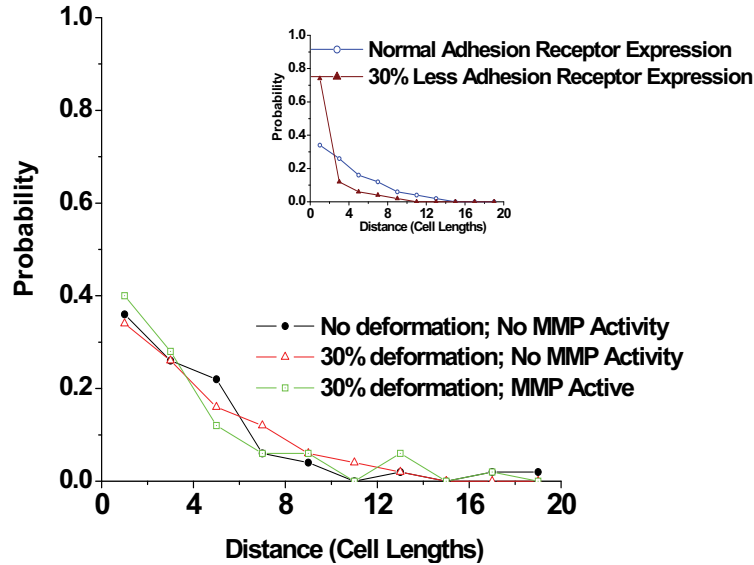 1.0
0.8
0.6
0.4
0.2
0.0
Probability
0
4
8
12
16
20
Distance (Cell Lengths)
No deformation; No MMP Activity
30% deformation; No MMP Activity
30% deformation; MMP Active
1.0
0.8
0.6
0.4
0.2
0.0
Probability
0
4
8
12
16
20
Distance (Cell Lengths)
Normal Adhesion Receptor Expression
30% Less Adhesion Receptor Expression